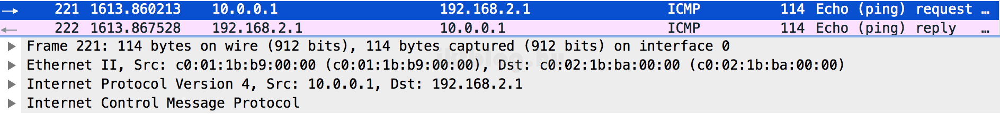 221 1613.860213 10.0.0.1 192.168.2.1 ICMP 114 Echo (ping) request …
222 1613.867528 192.168.2.1 10.0.0.1 ICMP 114 Echo (ping) reply …
Frame 221: 114 bytes on wire (912 bits), 114 bytes captured (912 bits) on interface 0
Ethernet II, Src: c0:01:1b:b9:00:00 (c0:01:1b:b9:00:00), Dst: c0:02:1b:ba:00:00 (c0:02:1b:ba:00:00)
Internet Protocol Version 4, Src: 10.0.0.1, Dst: 192.168.2.1
Internet Control Message Protocol